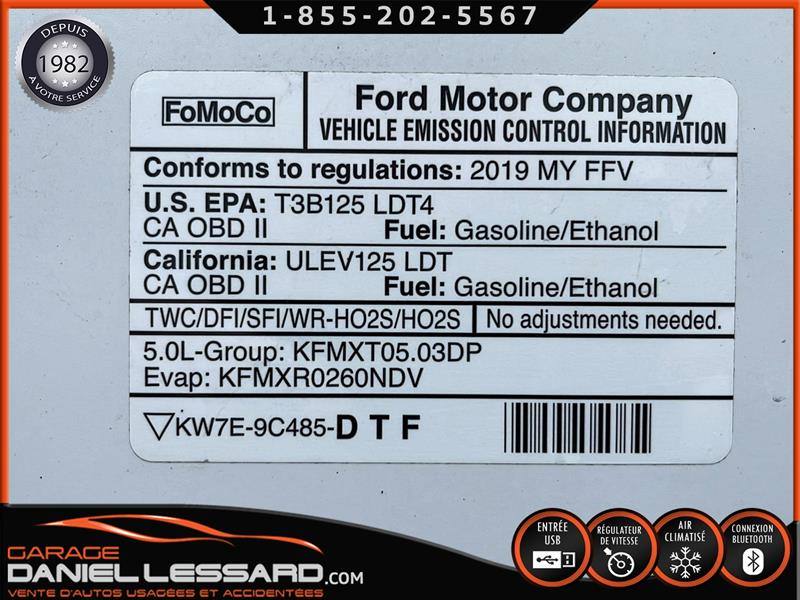 1-855-202-5567
DEPUIS
1982
A VOTRE SERVICE
FoMoCo
Ford Motor Company
VEHICLE EMISSION CONTROL INFORMATION
Conforms to regulations: 2019 MY FFV
U.S. EPA: T3B125 LDT4
CA OBD II Fuel: Gasoline/Ethanol
California: ULEV125 LDT
CA OBD II Fuel: Gasoline/Ethanol
TWC/DFI/SFI/WR-HO2S/HO2S No adjustments needed.
5.0L-Group: KFMXT05.03DP
Evap: KFMXR0260NDV
KW7E-9C485-D T F
ENTRÉE
USB
RÉGULATEUR
DE VITESSE
AIR
CLIMATISÉ
CONNEXION
BLUETOOTH
GARAGE
DANIEL LESSARD.COM
VENTE D'AUTOS USAGÉES ET ACCIDENTÉES